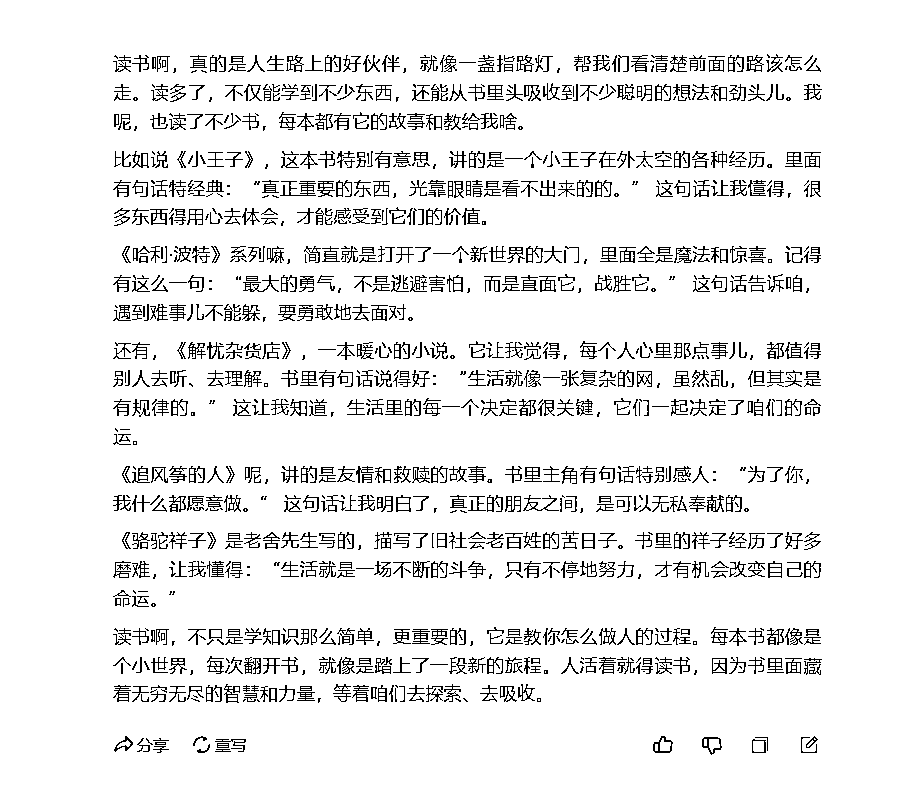 读书啊，真的是人生路上的好伙伴，就像一盏指路灯，帮我们看清楚前面的路该怎么
走。读多了，不仅能学到不少东西，还能从书里头吸收到不少聪明的想法和劲头儿。我
呢，也读了不少书，每本都有它的故事和教给我啥。
比如说《小王子》，这本书特别有意思，讲的是一个小王子在外太空的各种经历。里面
有句话特经典：“真正重要的东西，光靠眼睛是看不出来的的。” 这句话让我懂得，很
多东西得用心去体会，才能感受到它们的价值。
《哈利·波特》系列嘛，简直就是打开了一个新世界的大门，里面全是魔法和惊喜。记得
有这么一句：“最大的勇气，不是逃避害怕，而是直面它，战胜它。” 这句话告诉咱，
遇到难事儿不能躲，要勇敢地去面对。
还有，《解忧杂货店》，一本暖心的小说。它让我觉得，每个人心里那点事儿，都值得
别人去听、去理解。书里有句话说得好：“生活就像一张复杂的网，虽然乱，但其实是
有规律的。” 这让我知道，生活里的每一个决定都很关键，它们一起决定了咱们的命
运。
《追风筝的人》呢，讲的是友情和救赎的故事。书里主角有句话特别感人：“为了你，
我什么都愿意做。“ 这句话让我明白了，真正的朋友之间，是可以无私奉献的。
《骆驼祥子》是老舍先生写的，描写了旧社会老百姓的苦日子。书里的祥子经历了好多
磨难，让我懂得：“生活就是一场不断的斗争，只有不停地努力，才有机会改变自己的
命运。”
读书啊，不只是学知识那么简单，更重要的，它是教你怎么做人的过程。每本书都像是
个小世界，每次翻开书，就像是踏上了一段新的旅程。人活着就得读书，因为书里面藏
着无穷无尽的智慧和力量，等着咱们去探索、去吸收。
分享 重写